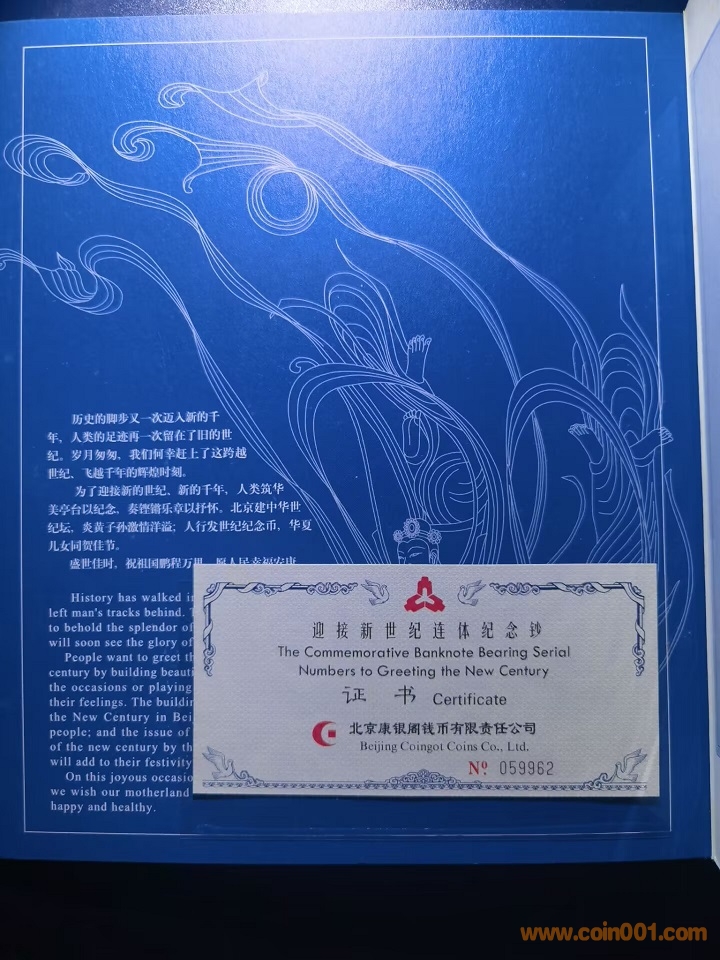 历史的脚步又一次迈入新的千
年，人类的足迹再一次留在了旧的世
纪。岁月匆匆，我们何幸赶上了这跨越
世纪、飞越千年的辉煌时刻。
为了迎接新的世纪、新的千年，人类筑华
美亭台以纪念，奏铿锵乐章以抒怀。北京建中华世
纪坛，炎黄子孙激情洋溢；人行发世纪纪念币，华夏
儿女同贺佳节。
盛世佳时，祝祖国鹏程万里，愿人民幸福安康
History has walked
left man's tracks behind.
to behold the splendor of
will soon see the glory of
People want to greet
century by building
the occasions or playing
their feelings. The
the New Century in
people; and the issue of
of the new century by
will add to their festivity
On this joyous
we wish our motherland
happy and healthy.
迎接新世纪连体纪念钞
The Commemorative Banknote Bearing Serial
Numbers to Greeting the New Century
证 书 Certificate
北京康银阁钱币有限责任公司
Beijing Coingot Coins Co., Ltd.
№ 059962
www.coin001.com